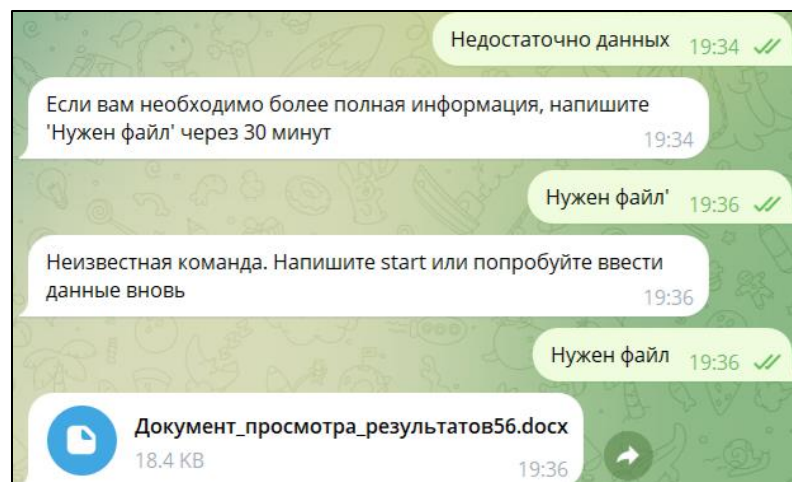 Недостаточно данных 19:34
Если вам необходимо более полная информация, напишите
'Нужен файл' через 30 минут 19:34
Нужен файл' 19:36
Неизвестная команда. Напишите start или попробуйте ввести
данные вновь 19:36
Нужен файл 19:36
Документ_просмотра_результатов56.docx
18.4 KB 19:36